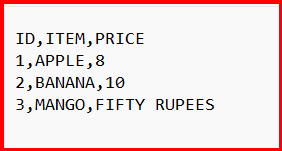 ID,ITEM,PRICE
1,APPLE,8
2,BANANA,10
3,MANGO,FIFTY RUPEES